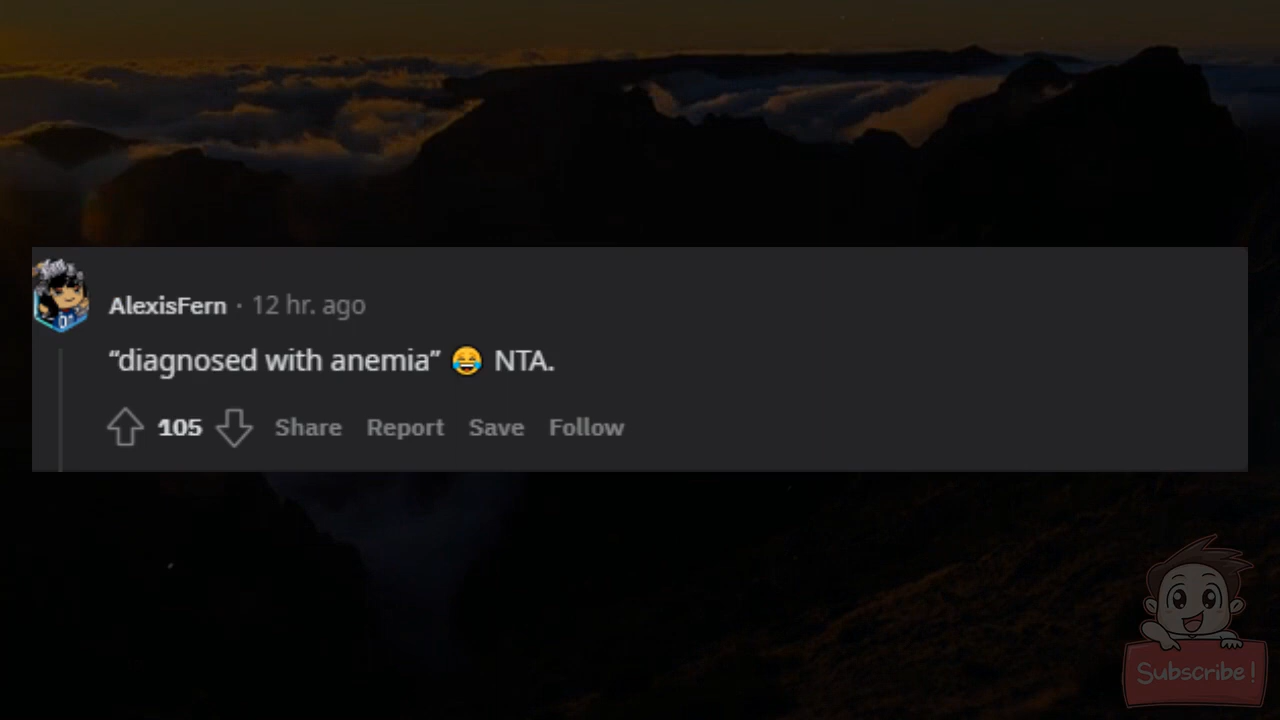 AlexisFern · 12 hr. ago
“diagnosed with anemia” 😂 NTA.
105 Share Report Save Follow
Subscribe!